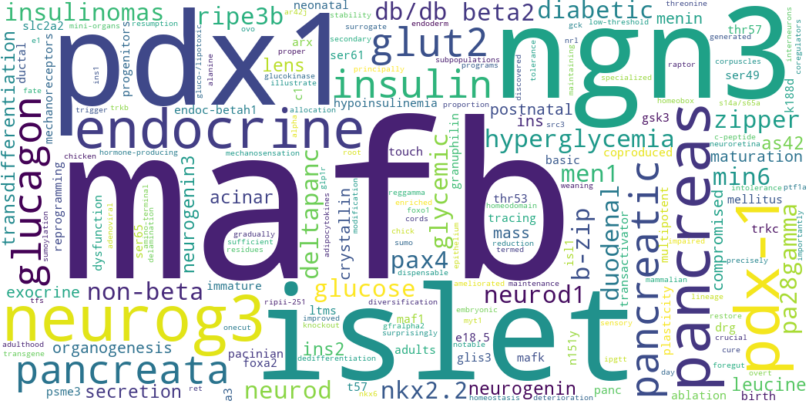 insulinomas
pdx1
ripe3b
db/db
beta2
diabetic
glut2
ngn3
slc2a2
mini-organs
ductal
neonatal
arx
ser61
menin
thr57
low-threshold
gck
nrl
insulin
lens
c1
endocrine
mafb
islet
glucagon
transdifferentiation
mechanoreceptors
fate
e1
progenitor
gluco-/lipotoxic
glucokinase
illustrate
stability
surrogate
secondary
endoderm
subpopulations
programs
principally
hypoinsulinemia
postnatal
ins
src3
proportion
allocation
trigger
trkb
ins1
alanine
proper
ovo
resumption
endoc-betah1
hyperglycemia
generated
discovered
tolerance
maintaining
specialized
homeobox
s14a/s65a
raptor
threonine
interneurons
coregulator
corpuscles
ser49
k188d
zipper
as42
c-peptide
neuroretina
maturation
min6
mellitus
intolerance
ptf1a
pa28gamma
pdx-1
trkc
pancreas
pancreatic
compromised
multipotent
plasticity
duodenal
transactivator
b-zip
men1
coproduced
gsk3
basic
tracing
mass
reduction
termed
weaning
thr53
homeodomain
isl1
touch
glycemic
granuphilin
reggamma
foxo1
cords
enriched
chick
sumo
dispensable
epithelium
pax4
crystallin
modification
adipocytokines
deltapanc
root
mechanosensation
sufficient
residues
acinar
neurogenin3
hormone-producing
chicken
reprogramming
sumoylation
dysfunction
ser65
adenoviral
amino-terminal
delamination
gradually
exocrine
non-beta
immature
tfs
neurog3
adulthood
transgene
organogenesis
pancreata
psme3
secretion
a3
ret
onecut
pacinian
foxa2
nkx6
knockout
improved
ltms
ripii-251
ins2
dedifferentiation
neurod
glucose
maf1
gfralpha2
surprisingly
diversification
adults
t57
nkx2.2
ameliorated
maintenance
embryonic
myt1
e18.5
notable
glis3
mafk
neurod1
neurogenin
homeostasis
deterioration
n151y
sensory
ipgtt
panc
mammalian
impaired
lineage
drg
restore
crucial
cure
day
foregut
overt
ablation
birth
leucine
precisely